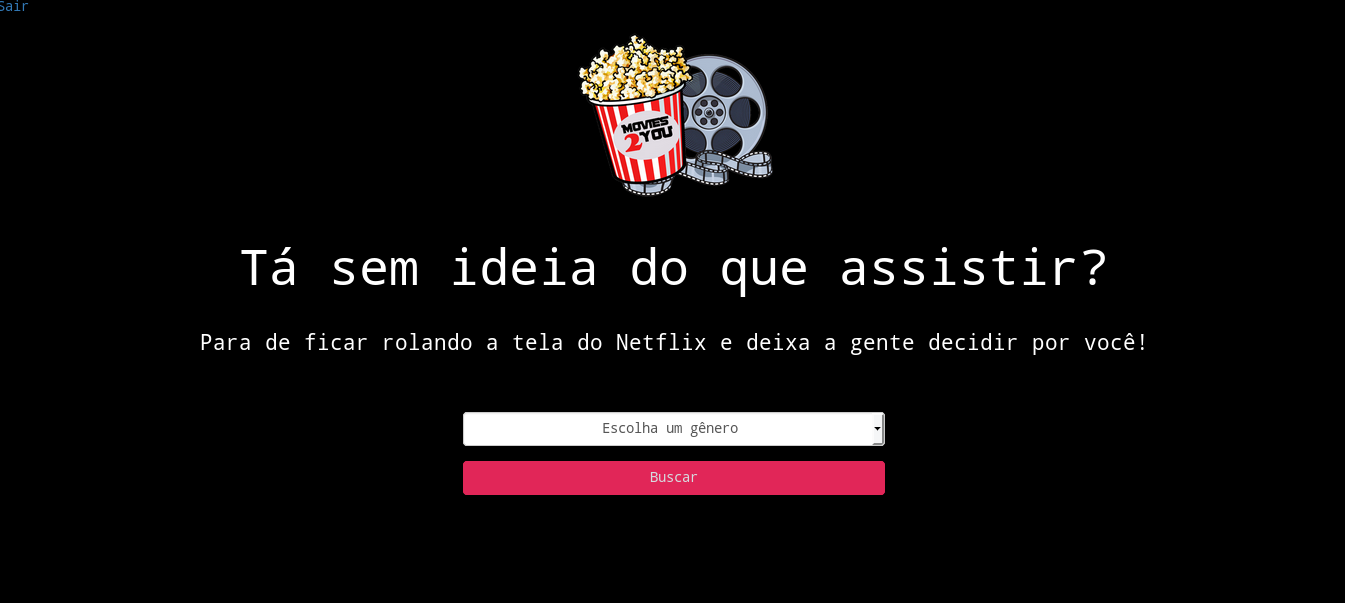 Sair
MOVIES
2 YOU
Tá sem ideia do que assistir?
Para de ficar rolando a tela do Netflix e deixa a gente decidir por você!
Escolha um gênero
Buscar